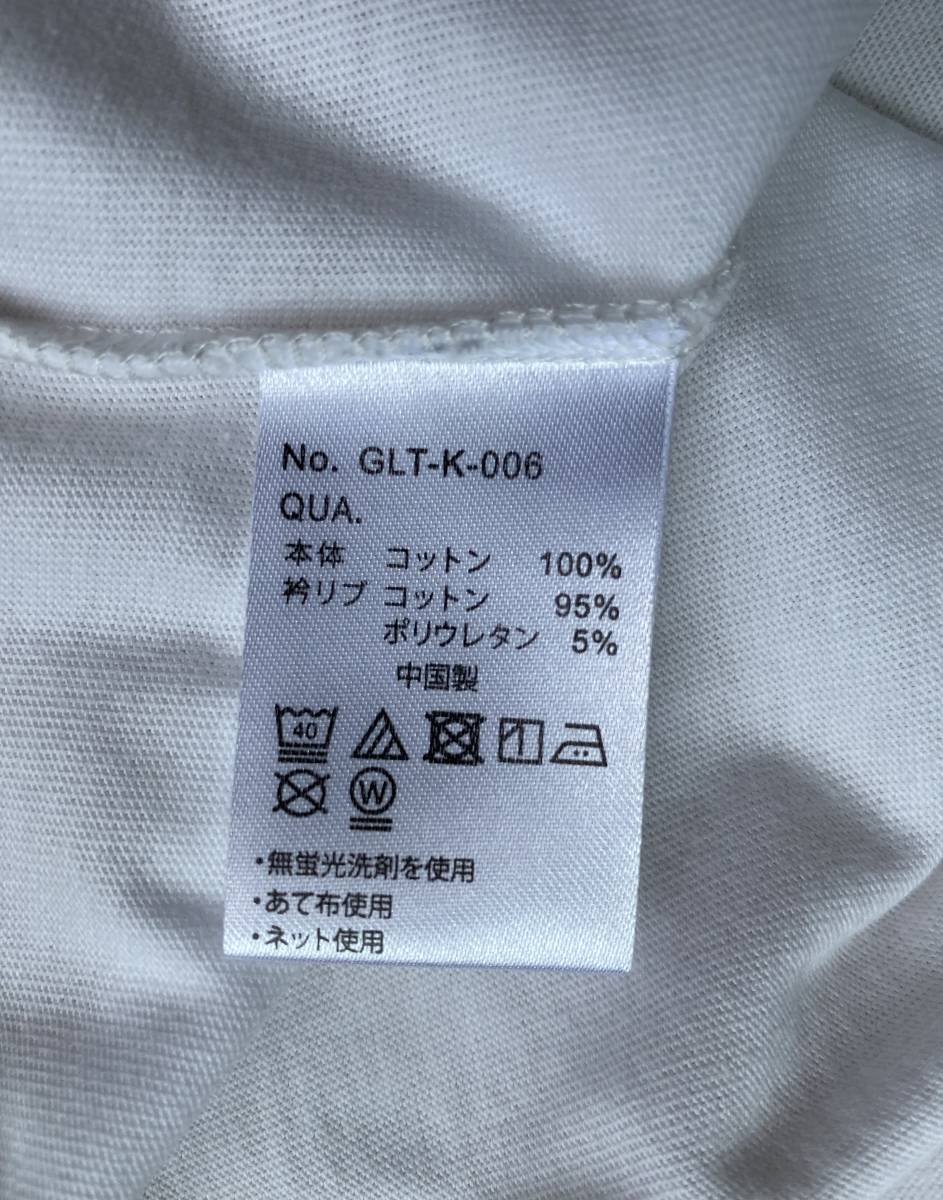 No. GLT-K-006
QUA.
本体 コットン 100%
衿リブ コットン 95%
ポリウレタン 5%
中国製
40
W
・無蛍光洗剤を使用
・あて布使用
・ネット使用